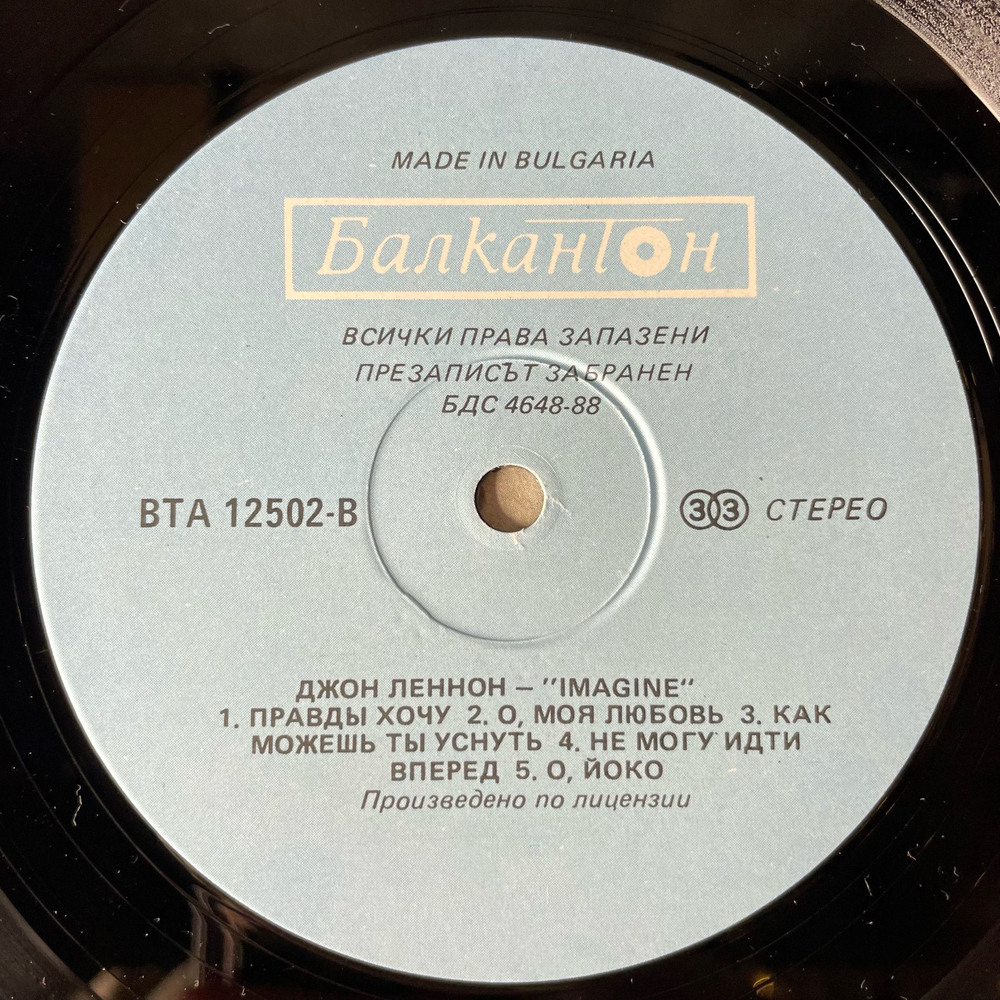 MADE IN BULGARIA
Балкантон
ВСИЧКИ ПРАВА ЗАПАЗЕНИ
ПРЕЗАПИСЪТ ЗАБРАНЕН
БДС 4648-88
ВТА 12502-В
33 СТЕРЕО
ДЖОН ЛЕННОН – ″IMAGINE“
1. ПРАВДЫ ХОЧУ 2. О, МОЯ ЛЮБОВЬ 3. КАК
МОЖЕШЬ ТЫ УСНУТЬ 4. НЕ МОГУ ИДТИ
ВПЕРЕД 5. О, ЙОКО
Произведено по лицензии